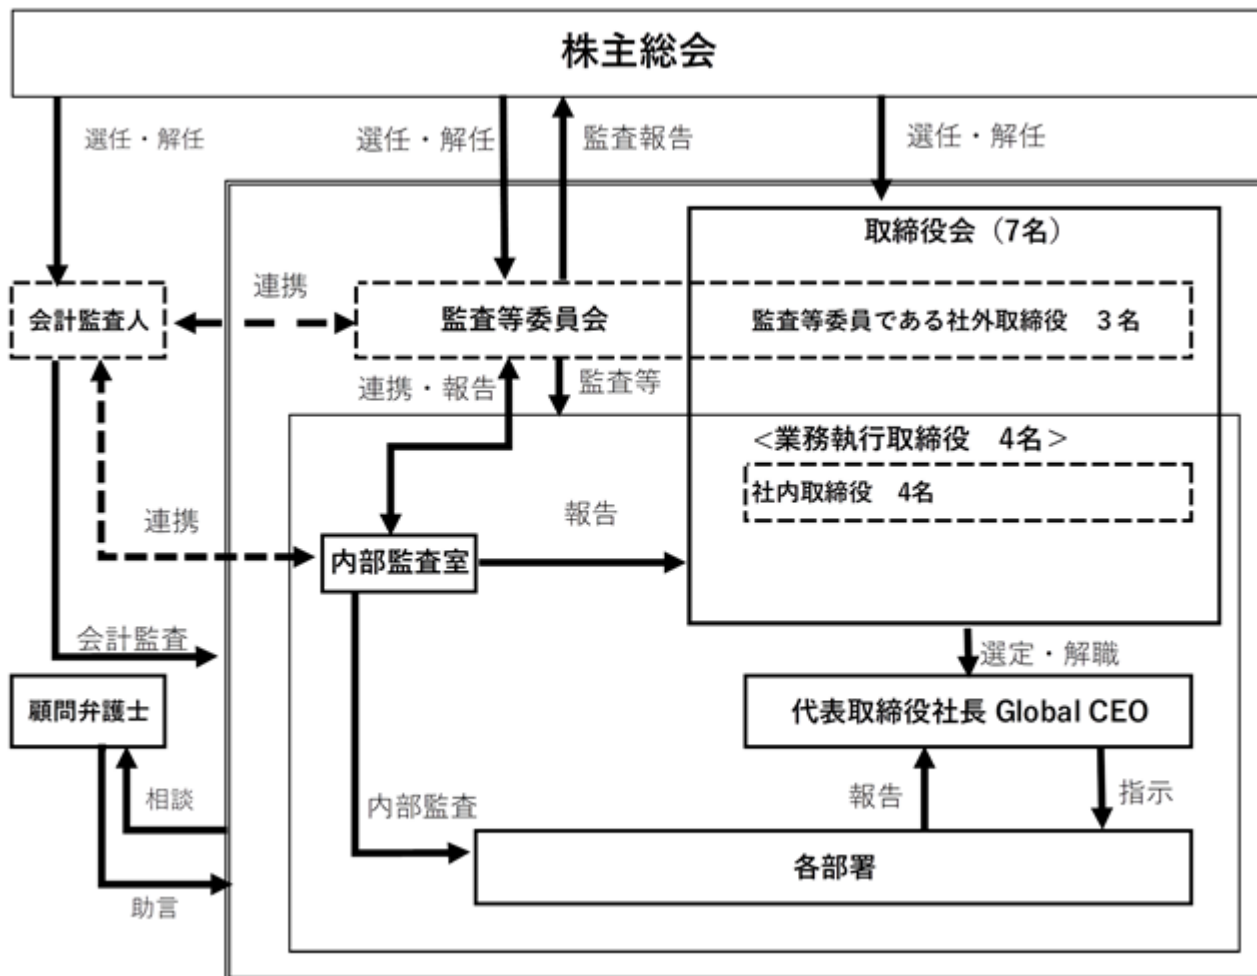 株主総会
選任・解任
選任・解任
監査報告
選任・解任
取締役会（7名）
連携
会計監査人
監査等委員会
監査等委員である社外取締役　３名
連携・報告
監査等
<業務執行取締役　4名>
社内取締役　4名
連携
報告
内部監査室
会計監査
選定・解職
顧問弁護士
代表取締役社長 Global CEO
相談
内部監査
報告
指示
各部署
助言